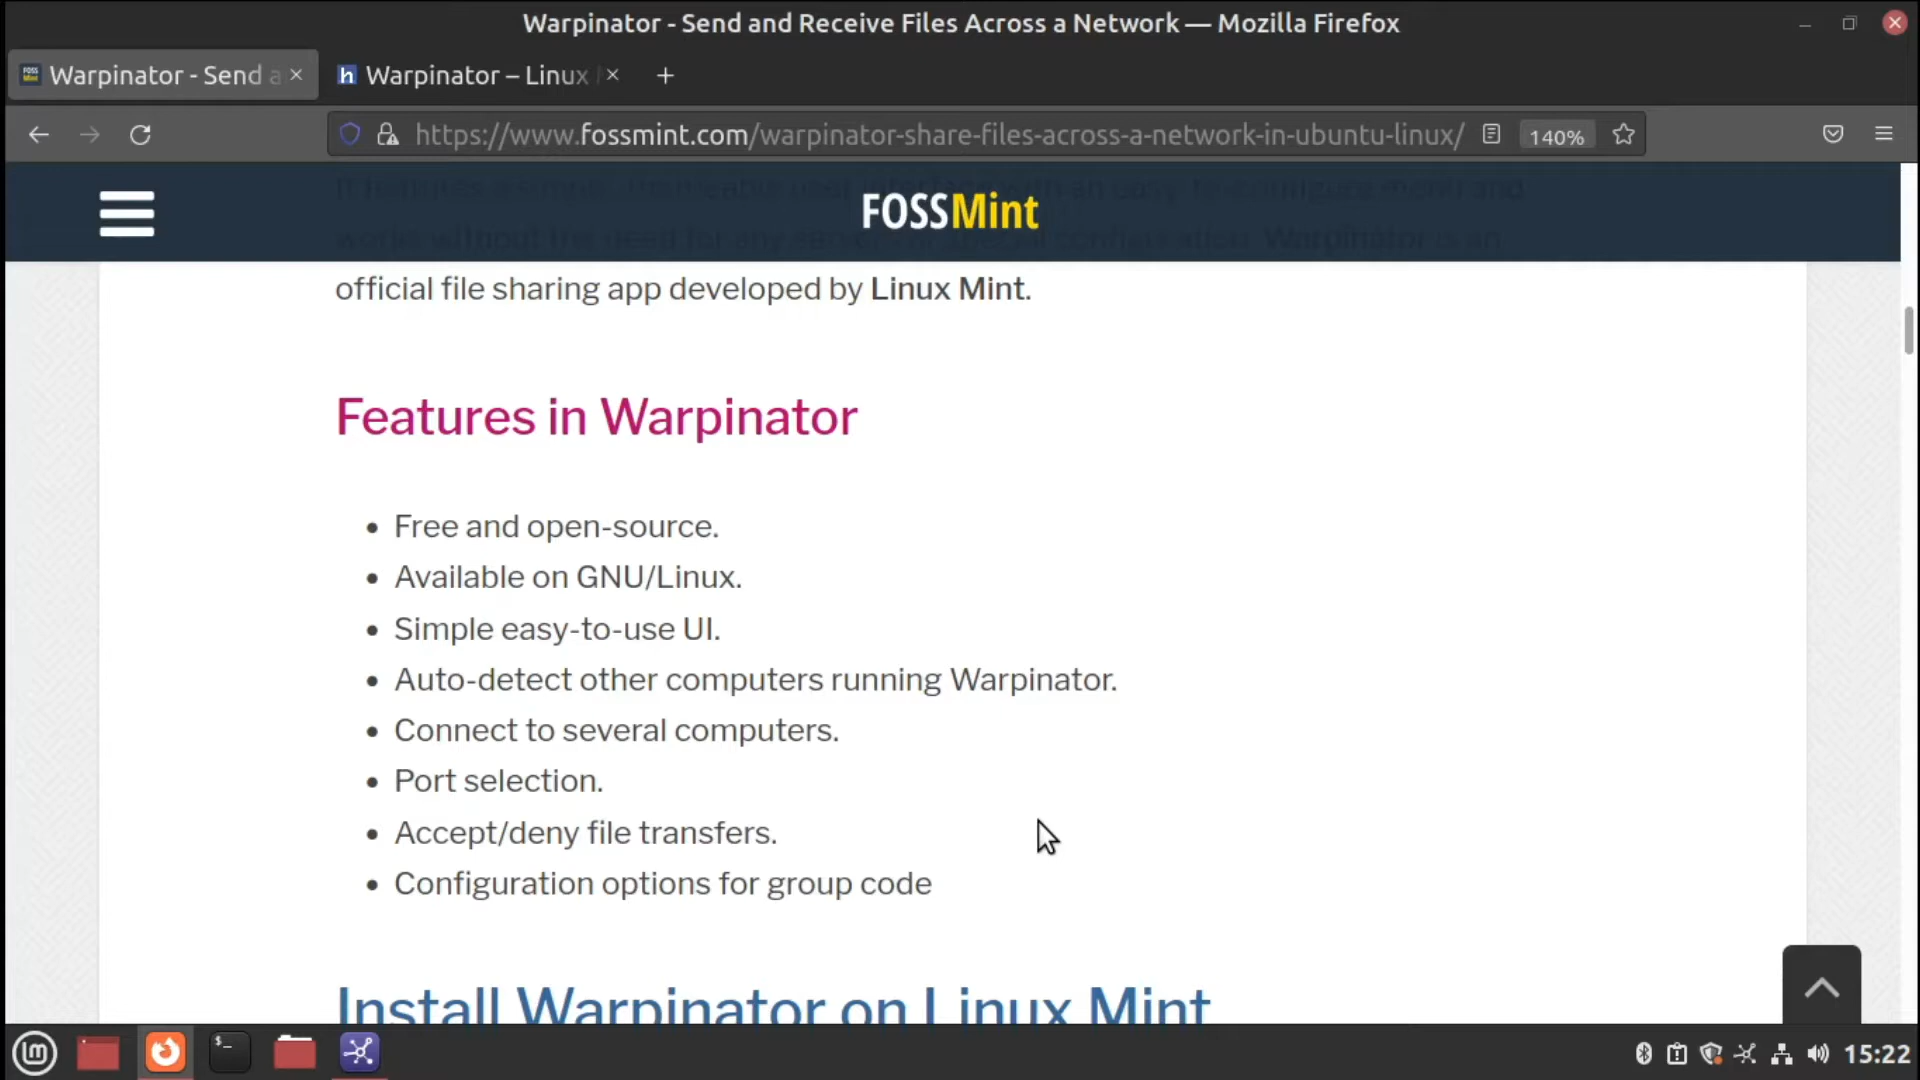 Warpinator - Send and Receive Files Across a Network — Mozilla Firefox
Warpinator - Send a
h Warpinator – Linux
https://www.fossmint.com/warpinator-share-files-across-a-network-in-ubuntu-linux/
140%
FOSSMint
official file sharing app developed by Linux Mint.
Features in Warpinator
• Free and open-source.
• Available on GNU/Linux.
• Simple easy-to-use UI.
• Auto-detect other computers running Warpinator.
• Connect to several computers.
• Port selection.
• Accept/deny file transfers.
• Configuration options for group code
Install Warpinator on Linux Mint
15:22